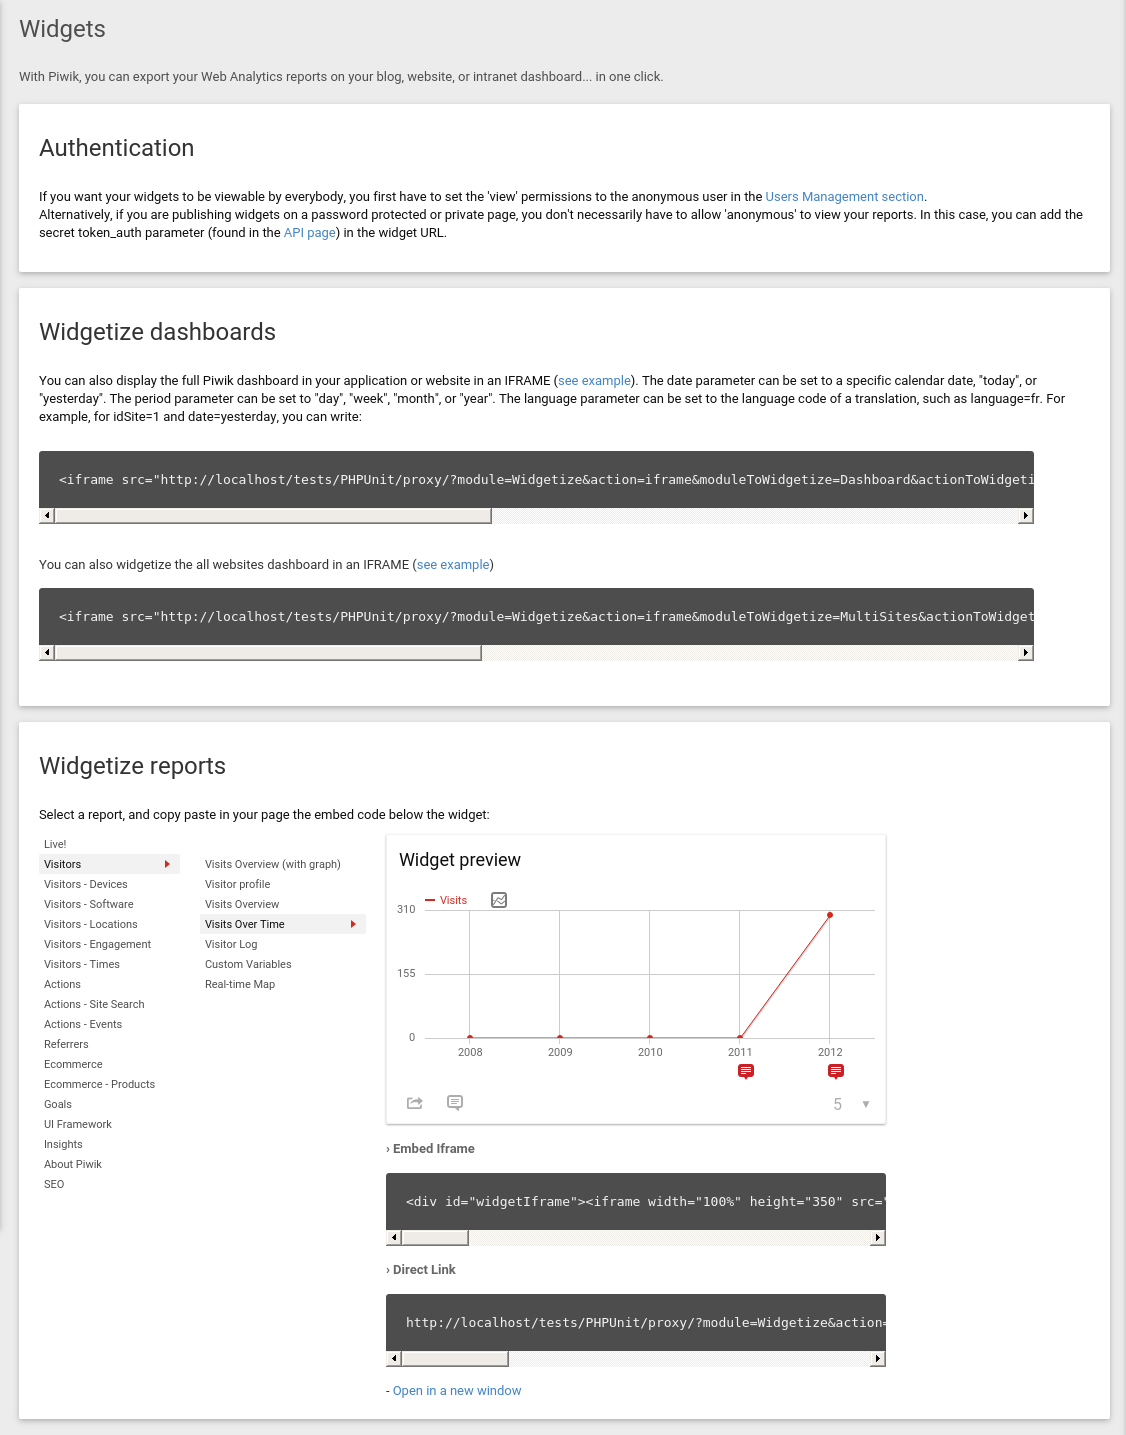 Widgets
With Piwik, you can export your Web Analytics reports on your blog, website, or intranet dashboard... in one click.
Authentication
If you want your widgets to be viewable by everybody, you first have to set the 'view' permissions to the anonymous user in the Users Management section.
Alternatively, if you are publishing widgets on a password protected or private page, you don't necessarily have to allow 'anonymous' to view your reports. In this case, you can add the
secret token_auth parameter (found in the API page) in the widget URL.
Widgetize dashboards
You can also display the full Piwik dashboard in your application or website in an IFRAME (see example). The date parameter can be set to a specific calendar date, "today", or
"yesterday". The period parameter can be set to "day", "week", "month", or "year". The language parameter can be set to the language code of a translation, such as language=fr. For
example, for idSite=1 and date=yesterday, you can write:
<iframe src="http://localhost/tests/PHPUnit/proxy/?module=Widgetize&action=iframe&moduleToWidgetize=Dashboard&actionToWidgeti
You can also widgetize the all websites dashboard in an IFRAME (see example)
<iframe src="http://localhost/tests/PHPUnit/proxy/?module=Widgetize&action=iframe&moduleToWidgetize=MultiSites&actionToWidget
Widgetize reports
Select a report, and copy paste in your page the embed code below the widget:
Live!
Visitors
Visitors - Devices
Visitors - Software
Visitors - Locations
Visitors - Engagement
Visitors - Times
Actions
Actions - Site Search
Actions - Events
Referrers
Ecommerce
Ecommerce - Products
Goals
UI Framework
Insights
About Piwik
SEO
Visits Overview (with graph)
Visitor profile
Visits Overview
Visits Over Time
Visitor Log
Custom Variables
Real-time Map
Widget preview
Visits
310
155
0
2008 2009 2010 2011 2012
5
› Embed Iframe
<div id="widgetIframe"><iframe width="100%" height="350" src="
› Direct Link
http://localhost/tests/PHPUnit/proxy/?module=Widgetize&action=
- Open in a new window